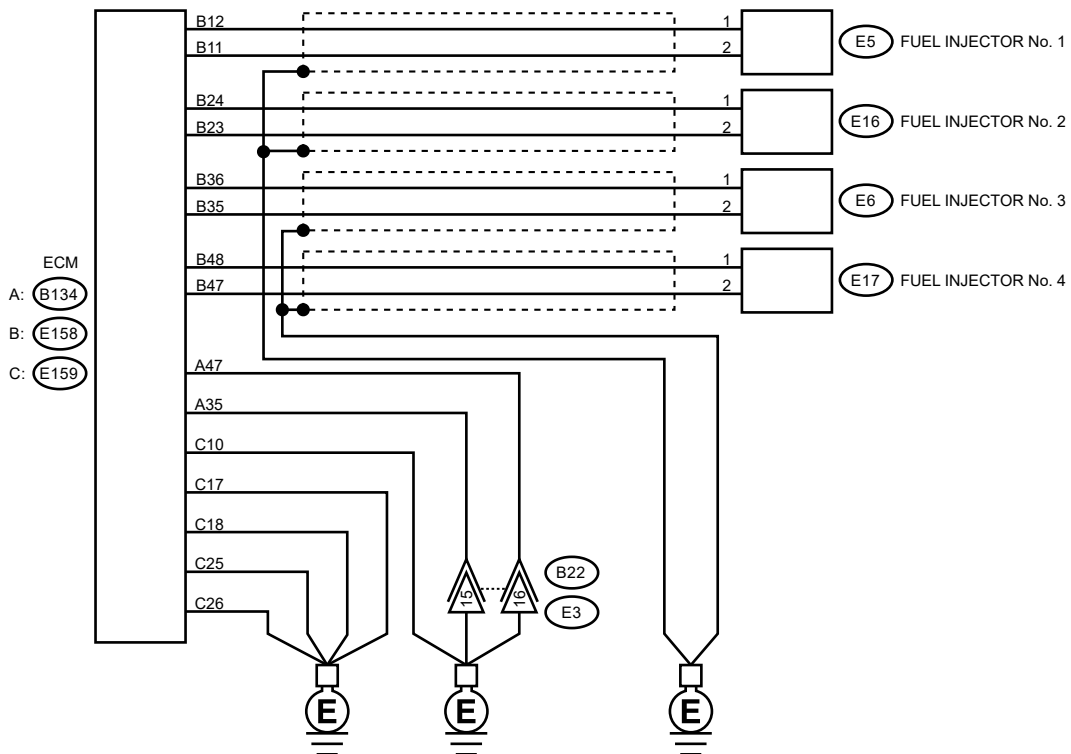 B12
1
E5 FUEL INJECTOR No. 1
B11
2
B24
1
E16 FUEL INJECTOR No. 2
B23
2
B36
1
E6 FUEL INJECTOR No. 3
B35
2
B48
1
E17 FUEL INJECTOR No. 4
B47
2
ECM
A: B134
B: E158
C: E159
A47
A35
C10
C17
C18
C25
C26
15
16
B22
E3
E
E
E